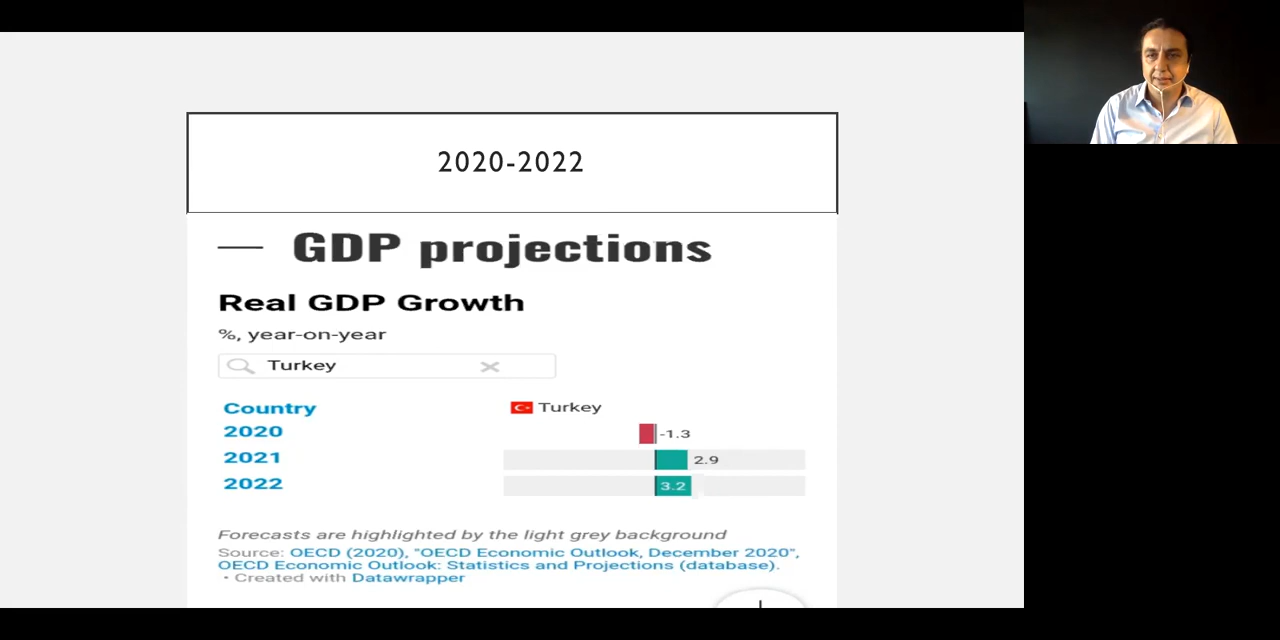 2020-2022
GDP projections
Real GDP Growth
%, year-on-year
Turkey
Country Turkey
2020 -1.3
2021 2.9
2022 3.2
Forecasts are highlighted by the light grey background
Source: OECD (2020), "OECD Economic Outlook, December 2020",
OECD Economic Outlook: Statistics and Projections (database).
• Created with Datawrapper